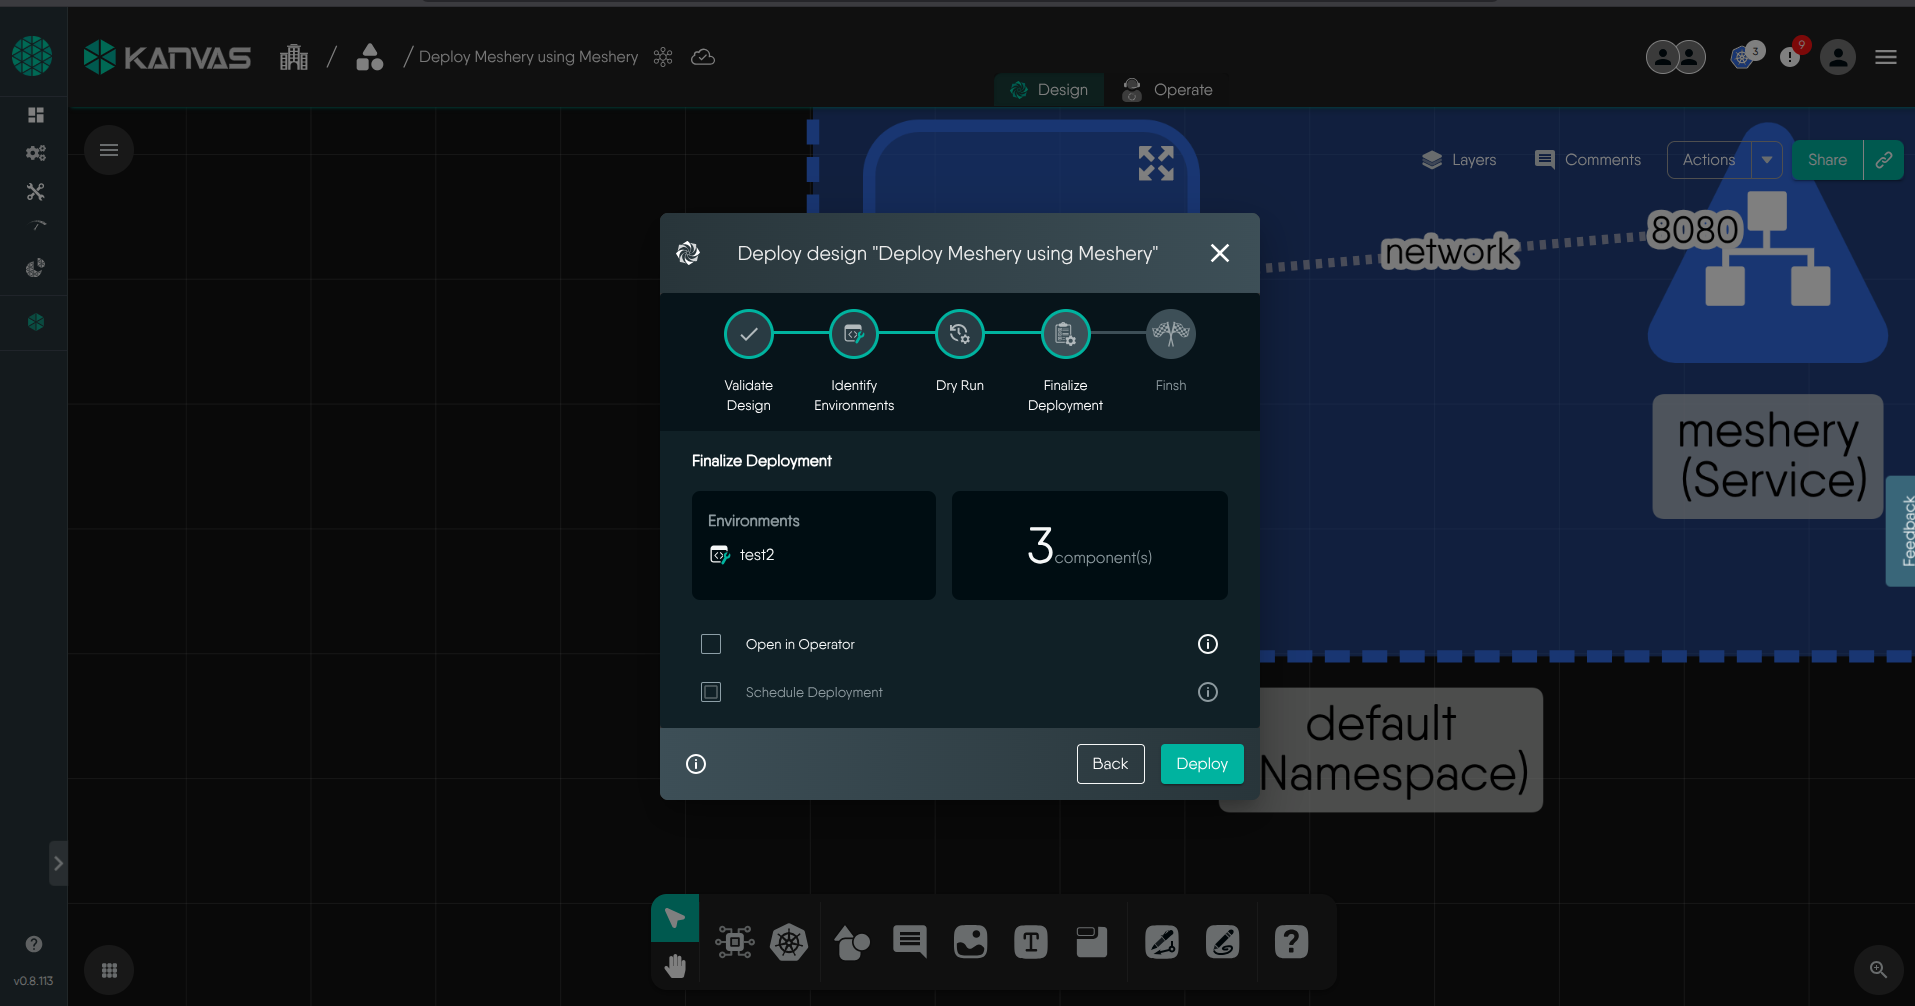 KANVAS
Deploy Meshery using Meshery
3
9
Design
Operate
Layers
Comments
Actions
Share
network
8080
Deploy design "Deploy Meshery using Meshery"
Validate
Design
Identify
Environments
Dry Run
Finalize
Deployment
Finsh
Finalize Deployment
Environments
test2
3 component(s)
Open in Operator
Schedule Deployment
Back
Deploy
meshery
(Service)
Feedback
default
Namespace)
T
?
v0.8.113